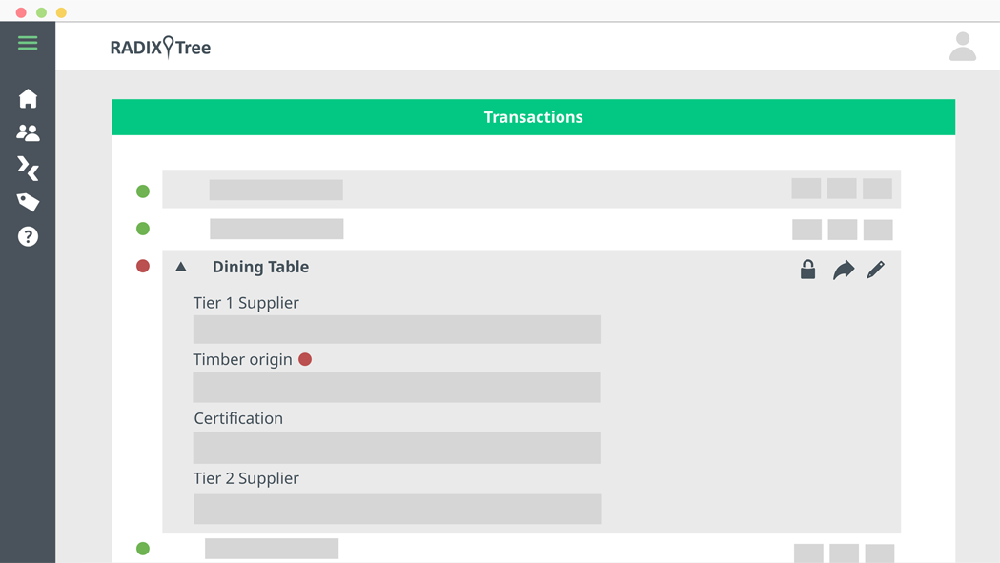 RADIX Tree
Transactions
Dining Table
Tier 1 Supplier
Timber origin
Certification
Tier 2 Supplier
?